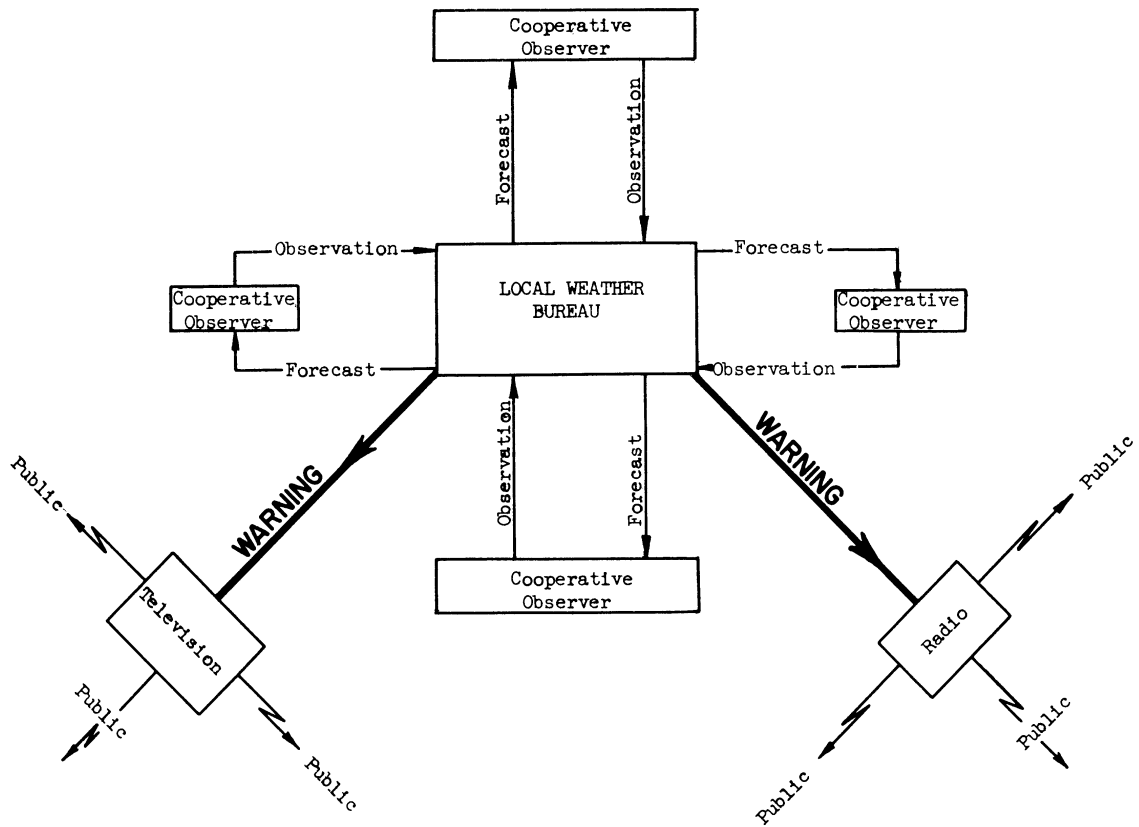 Cooperative
Observer
Forecast
Observation
Observation
Forecast
LOCAL WEATHER
BUREAU
Cooperative
Observer
Cooperative
Observer
Forecast
Observation
WARNING
WARNING
Observation
Forecast
Public
Public
Cooperative
Observer
Television
Radio
Public
Public
Public
Public